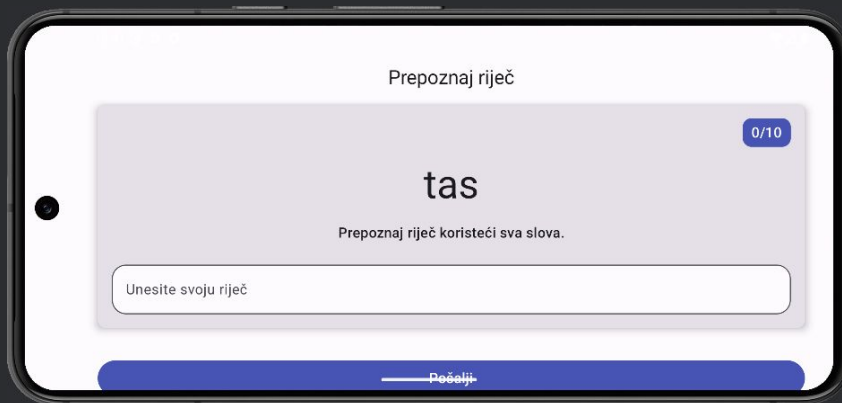 Prepoznaj riječ
0/10
tas
Prepoznaj riječ koristeći sva slova.
Unesite svoju riječ
Pošalji